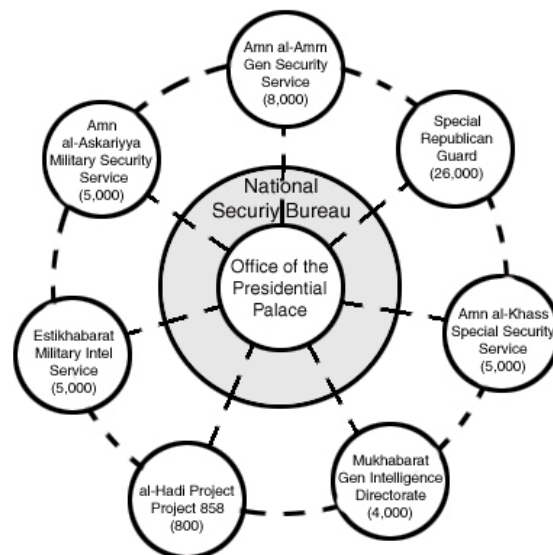 Amn al-Amm
Gen Security
Service
(8,000)
Special
Republican
Guard
(26,000)
Amn
al-Askariyya
Military Security
Service
(5,000)
National
Securiy Bureau
Office of the
Presidential
Palace
Amn al-Khass
Special Security
Service
(5,000)
Estikhabarat
Military Intel
Service
(5,000)
Mukhabarat
Gen Intelligence
Directorate
(4,000)
al-Hadi Project
Project 858
(800)